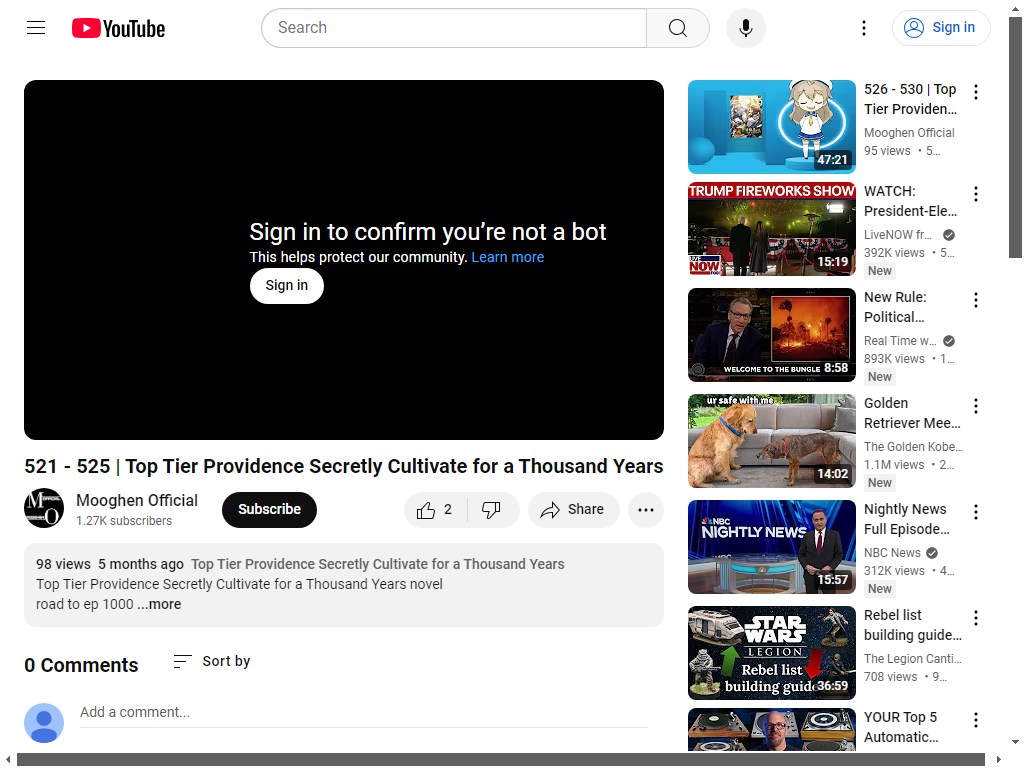 YouTube
Search
Sign in
Sign in to confirm you’re not a bot
This helps protect our community. Learn more
Sign in
521 - 525 | Top Tier Providence Secretly Cultivate for a Thousand Years
Mooghen Official
1.27K subscribers
Subscribe
2
Share
98 views 5 months ago Top Tier Providence Secretly Cultivate for a Thousand Years
Top Tier Providence Secretly Cultivate for a Thousand Years novel
road to ep 1000 ...more
0 Comments
Sort by
Add a comment...
47:21
526 - 530 | Top
Tier Providen…
Mooghen Official
95 views • 5…
TRUMP FIREWORKS SHOW
LIVE
NOW
15:19
WATCH:
President-Ele…
LiveNOW fr…
392K views • 5…
New
WELCOME TO THE BUNGLE
8:58
New Rule:
Political…
Real Time w…
893K views • 1…
New
ur safe with me
14:02
Golden
Retriever Mee…
The Golden Kobe…
1.1M views • 2…
New
NBC
NIGHTLY NEWS
15:57
Nightly News
Full Episode…
NBC News
312K views • 4…
New
STAR
WARS
LEGION
Rebel list
building guide
36:59
Rebel list
building guide…
The Legion Canti…
708 views • 9…
YOUR Top 5
Automatic…